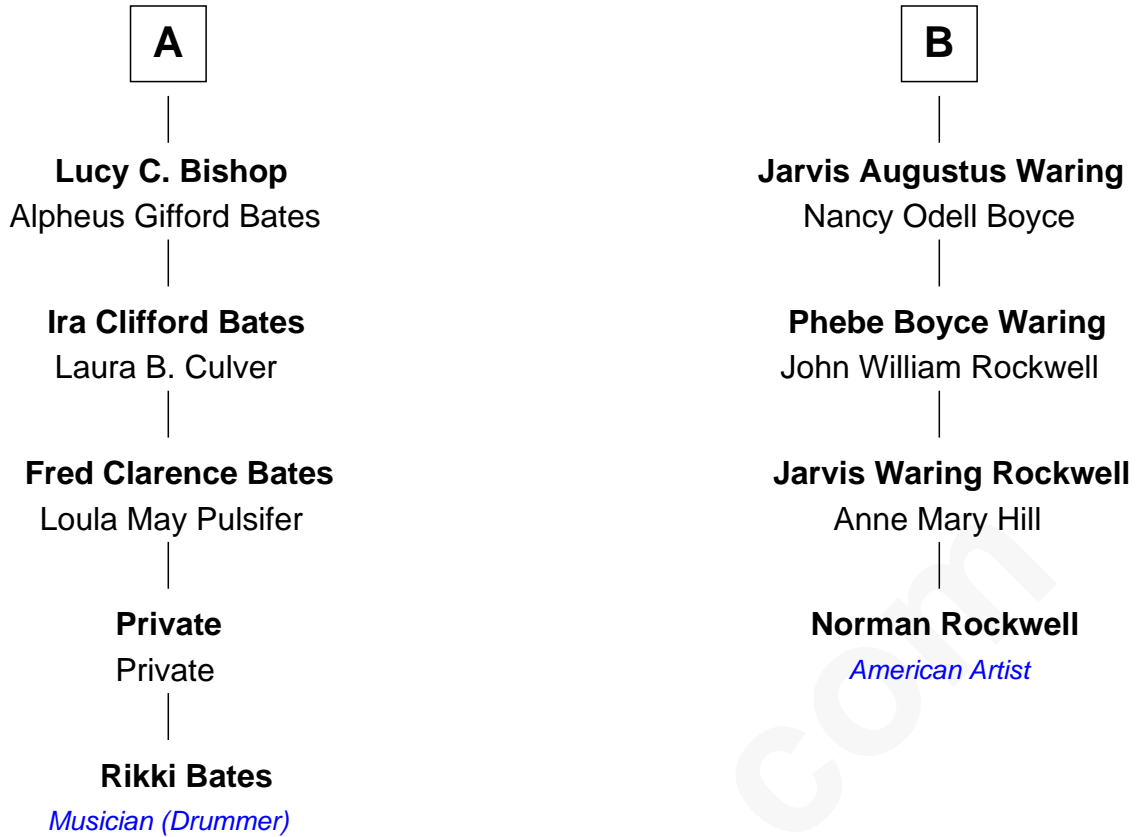 A
Lucy C. Bishop
Alpheus Gifford Bates
Ira Clifford Bates
Laura B. Culver
Fred Clarence Bates
Loula May Pulsifer
Private
Private
Rikki Bates
Musician (Drummer)
B
Jarvis Augustus Waring
Nancy Odell Boyce
Phebe Boyce Waring
John William Rockwell
Jarvis Waring Rockwell
Anne Mary Hill
Norman Rockwell
American Artist
com